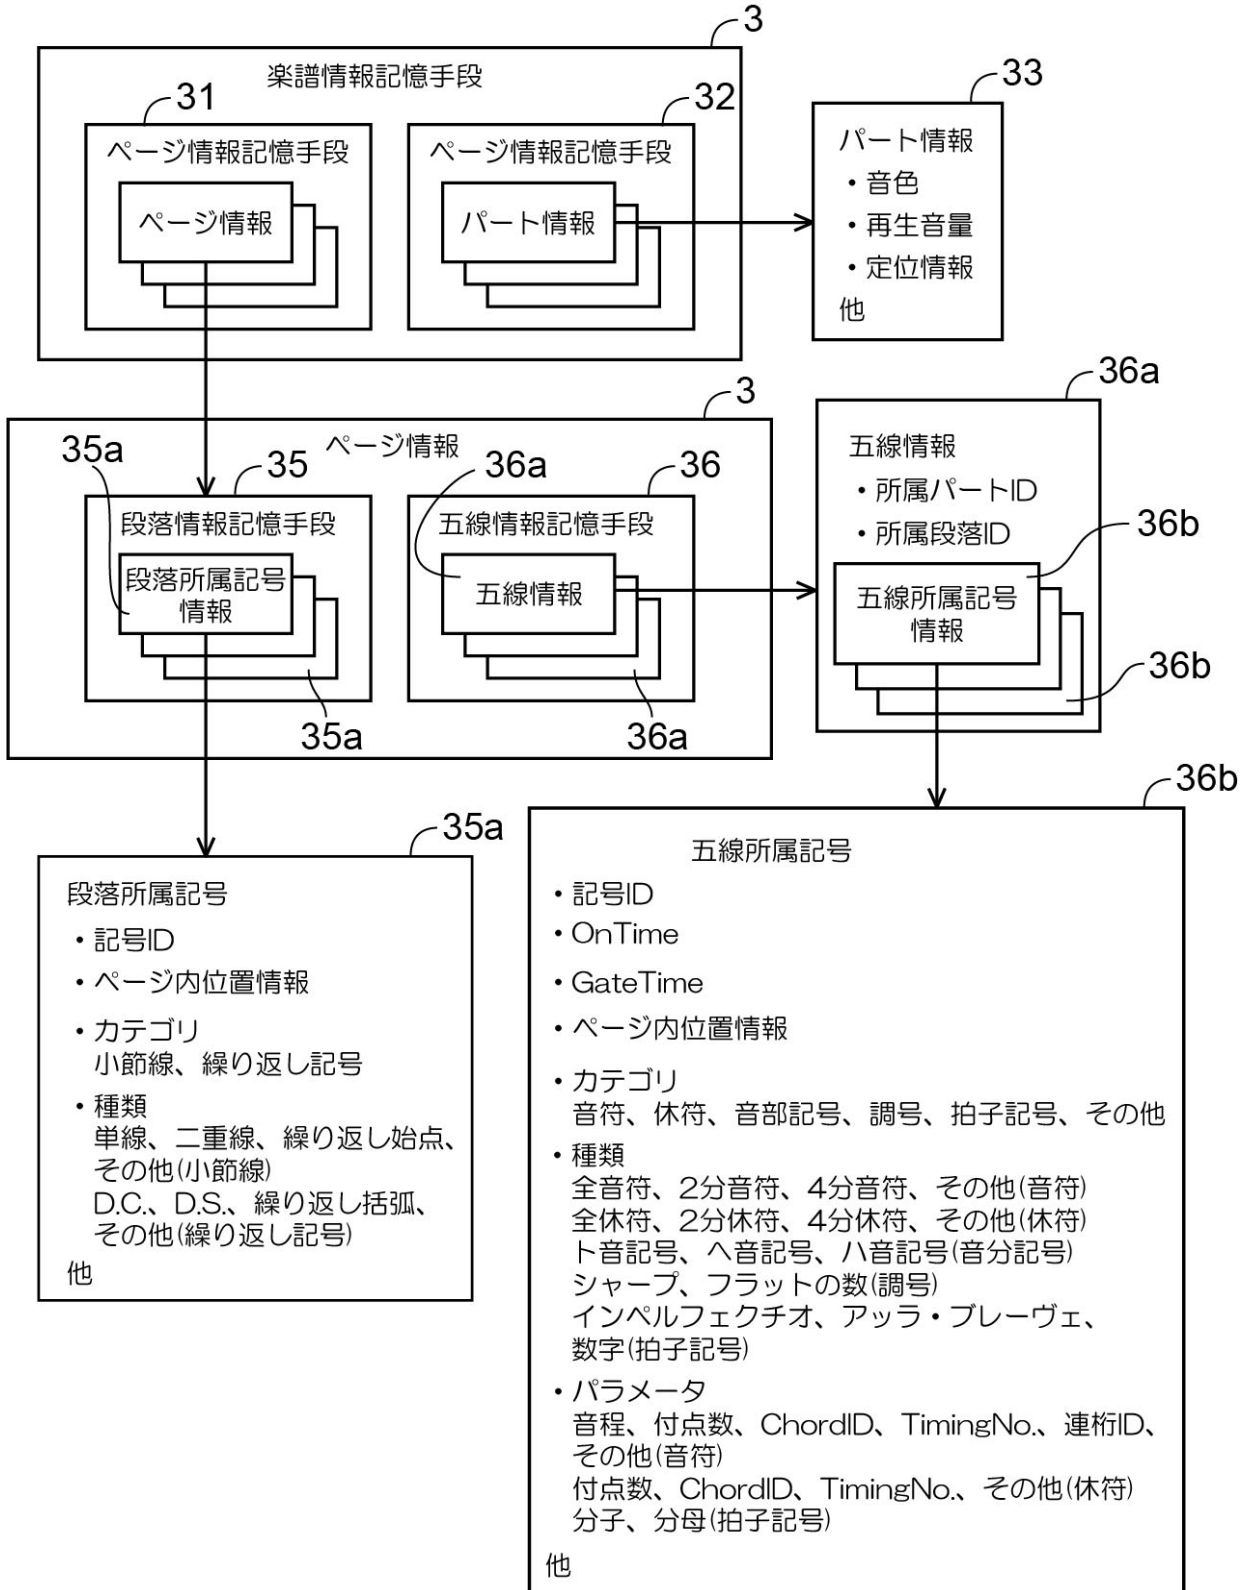 3
楽譜情報記憶手段
31
32
33
ページ情報記憶手段
ページ情報記憶手段
ページ情報
パート情報
パート情報
・音色
・再生音量
・定位情報
他
3
36a
ページ情報
35a
35
36a
36
段落情報記憶手段
五線情報記憶手段
段落所属記号
情報
五線情報
35a
36a
五線情報
・所属パートID
・所属段落ID
36b
五線所属記号
情報
36b
35a
段落所属記号
・記号ID
・ページ内位置情報
・カテゴリ
小節線、繰り返し記号
・種類
単線、二重線、繰り返し始点、
その他(小節線)
D.C.、D.S.、繰り返し括弧、
その他(繰り返し記号)
他
36b
五線所属記号
・記号ID
・OnTime
・GateTime
・ページ内位置情報
・カテゴリ
音符、休符、音部記号、調号、拍子記号、その他
・種類
全音符、2分音符、4分音符、その他(音符)
全休符、2分休符、4分休符、その他(休符)
ト音記号、ヘ音記号、ハ音記号(音分記号)
シャープ、フラットの数(調号)
インペルフェクチオ、アッラ・ブレーヴェ、
数字(拍子記号)
・パラメータ
音程、付点数、ChordID、TimingNo.、連桁ID、
その他(音符)
付点数、ChordID、TimingNo.、その他(休符)
分子、分母(拍子記号)
他